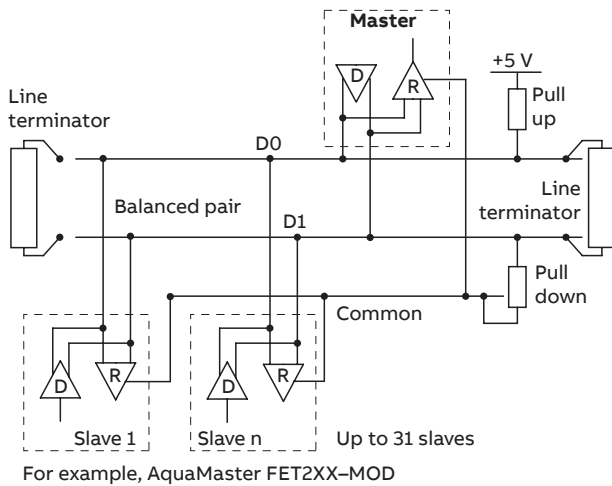 Master
D
R
+5 V
Pull
up
Line
terminator
D0
Balanced pair
D1
Line
terminator
Pull
down
Common
D
R
D
R
Slave 1
Slave n
Up to 31 slaves
For example, AquaMaster FET2XX–MOD